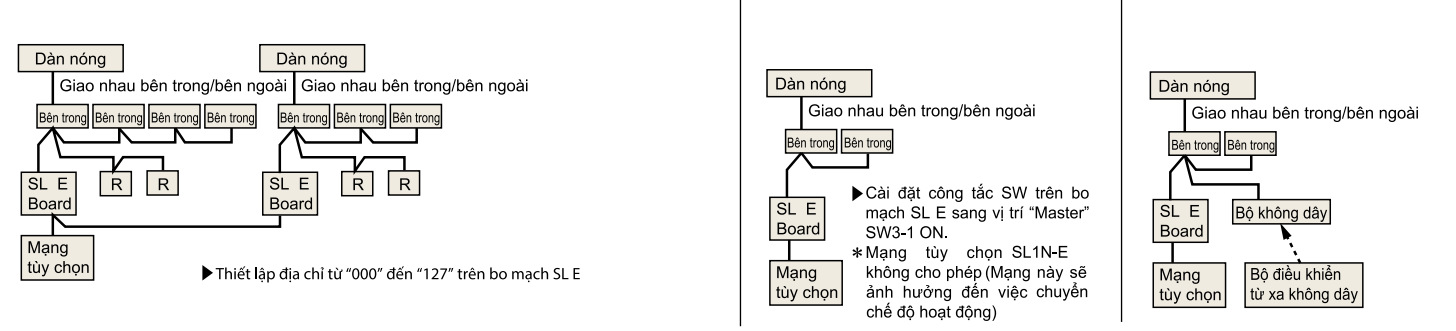 Dàn nóng
Giao nhau bên trong/bên ngoài
Bên trong Bên trong Bên trong Bên trong
SL E
Board
R R
Mạng
tùy chọn
Dàn nóng
Giao nhau bên trong/bên ngoài
Bên trong Bên trong Bên trong
SL E
Board
R R
▶Thiết lập địa chỉ từ "000" đến "127" trên bo mạch SL E
Dàn nóng
Giao nhau bên trong/bên ngoài
Bên trong Bên trong
SL E
Board
Mạng
tùy chọn
▶Cài đặt công tắc SW trên bo
mạch SL E sang vị trí “Master”
SW3-1 ON.
*Mạng tùy chọn SL1N-E
không cho phép (Mạng này sẽ
ảnh hưởng đến việc chuyển
chế độ hoạt động)
Dàn nóng
Giao nhau bên trong/bên ngoài
Bên trong Bên trong
SL E
Board
Bộ không dây
Mạng
tùy chọn
Bộ điều khiển
từ xa không dây